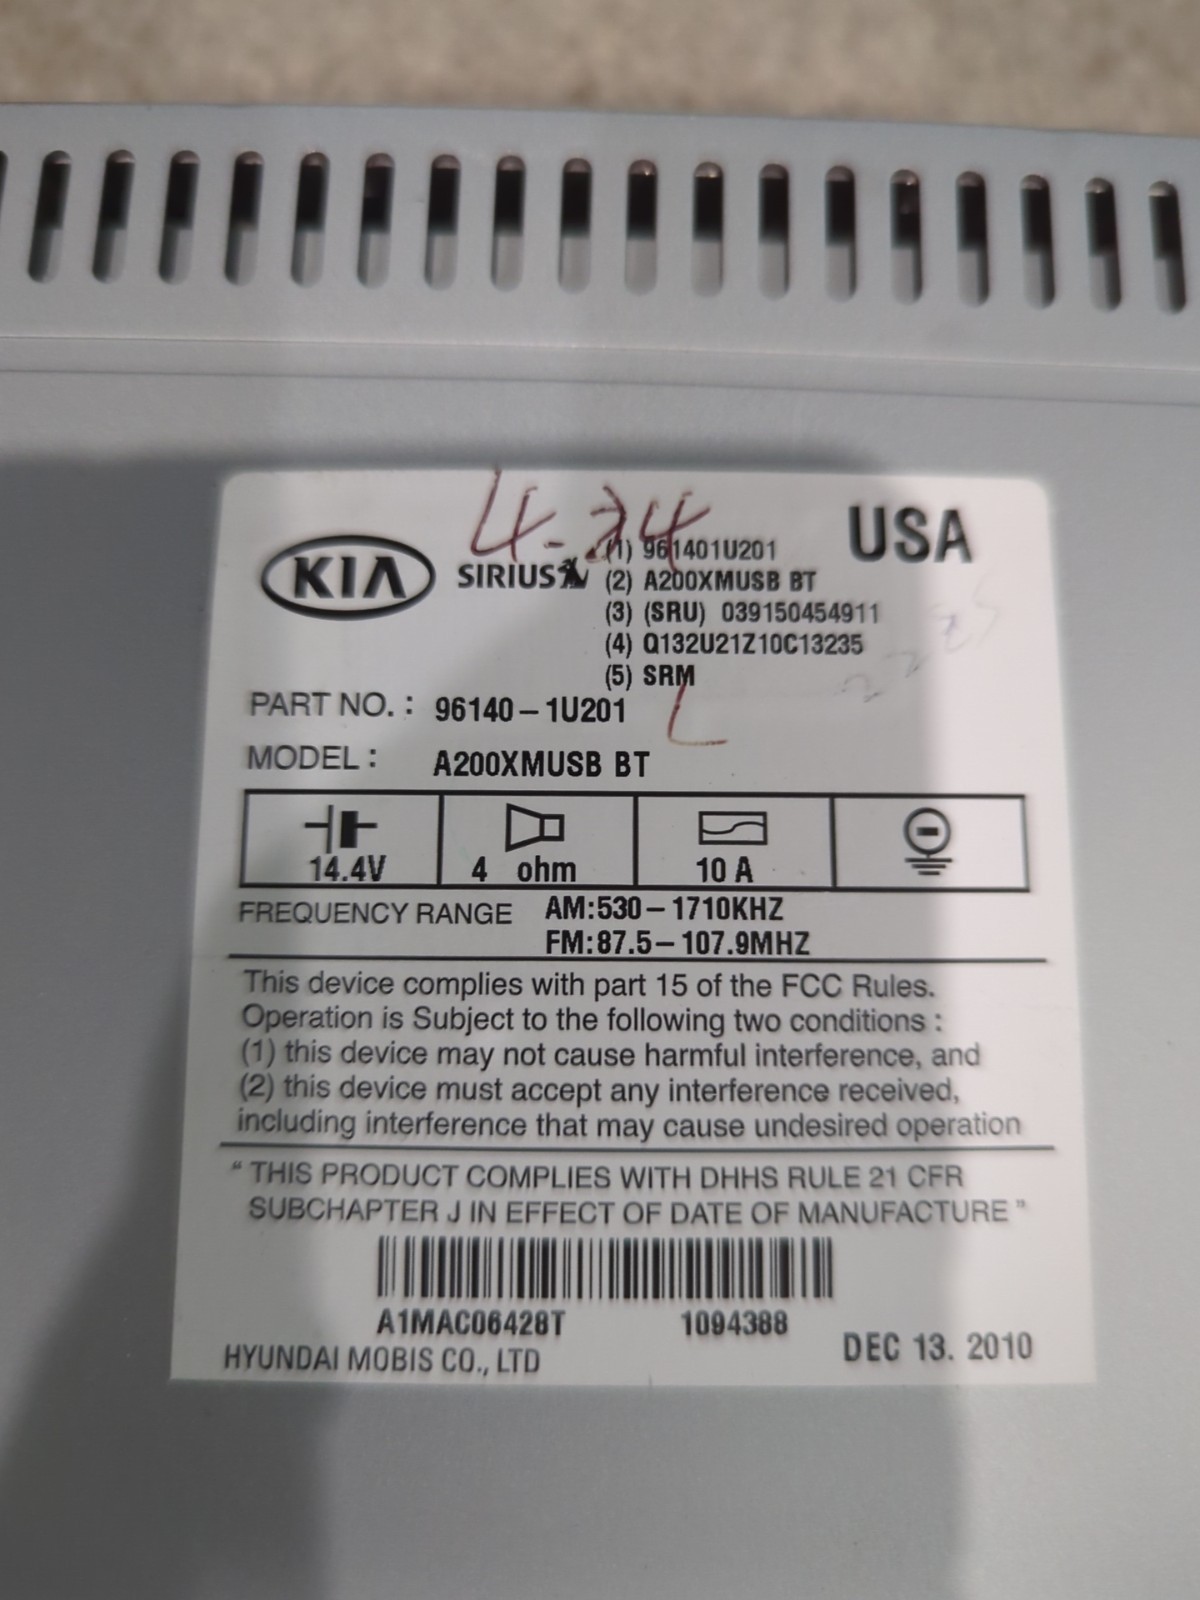 4-24
KIA SIRIUS
USA
(1) 961401U201
(2) A200XMUSB BT
(3) (SRU) 039150454911
(4) Q132U21Z10C13235
(5) SRM
PART NO. : 96140-1U201
L
MODEL : A200XMUSB BT
14.4V 4 ohm 10 A
FREQUENCY RANGE AM:530-1710KHZ
FM:87.5-107.9MHZ
This device complies with part 15 of the FCC Rules.
Operation is Subject to the following two conditions :
(1) this device may not cause harmful interference, and
(2) this device must accept any interference received,
including interference that may cause undesired operation
" THIS PRODUCT COMPLIES WITH DHHS RULE 21 CFR
SUBCHAPTER J IN EFFECT OF DATE OF MANUFACTURE "
A1MAC06428T 1094388
HYUNDAI MOBIS CO., LTD
DEC 13. 2010